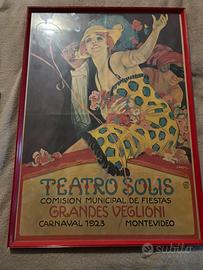 TEATRO SOLIS
COMISION MUNICIPAL DE FIESTAS
GRANDES VEGLIONI
CARNAVAL 1923 MONTEVIDEO
subito